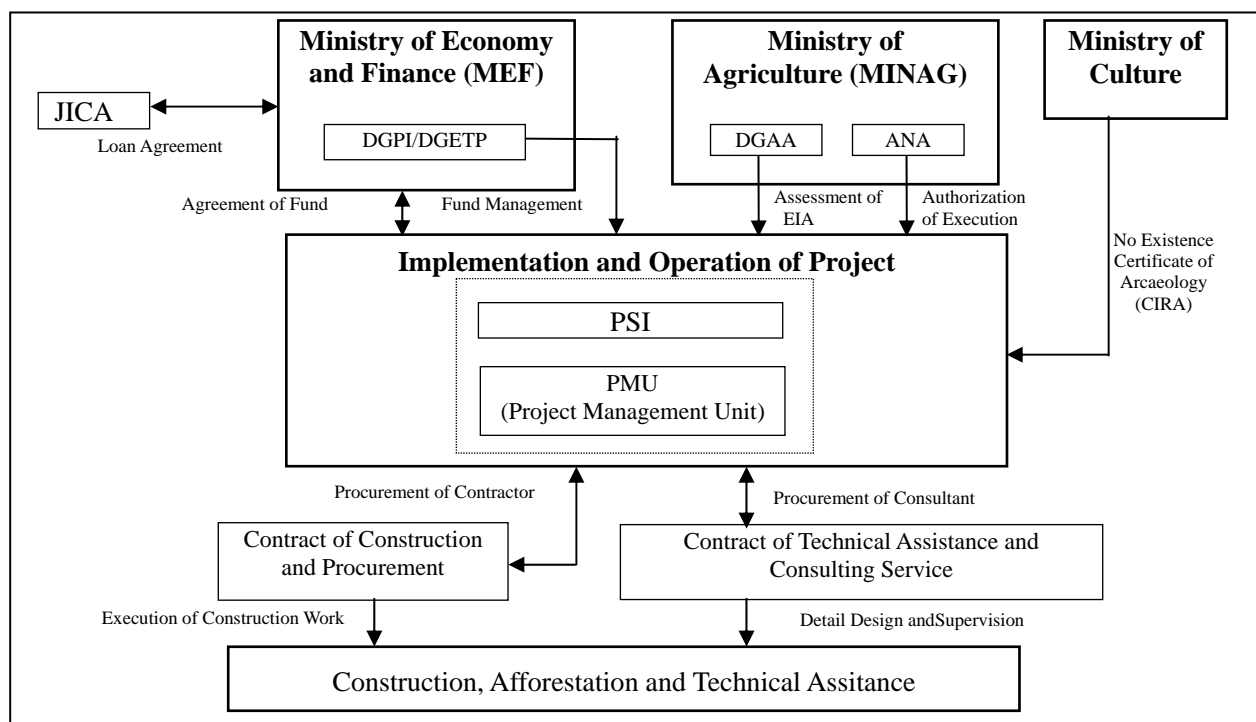 Ministry of Economy
and Finance (MEF)
Ministry of
Agriculture (MINAG)
Ministry of
Culture
JICA
Loan Agreement
DGPI/DGETP
DGAA
ANA
Agreement of Fund
Fund Management
Assessment of
EIA
Authorization
of Execution
No Existence
Certificate of
Arcaeology
(CIRA)
Implementation and Operation of Project
PSI
PMU
(Project Management Unit)
Procurement of Contractor
Procurement of Consultant
Contract of Construction
and Procurement
Contract of Technical Assistance and
Consulting Service
Execution of Construction Work
Detail Design andSupervision
Construction, Afforestation and Technical Assitance